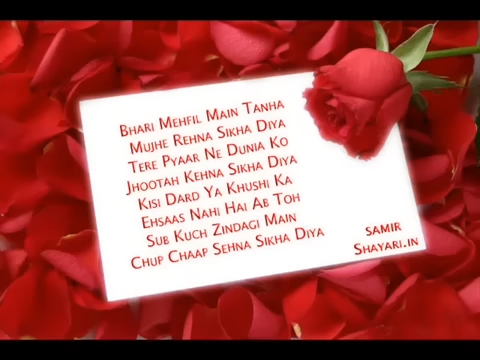 Bhari Mehfil Main Tanha
Mujhe Rehna Sikha Diya
Tere Pyaar Ne Dunia Ko
Jhootah Kehna Sikha Diya
Kisi Dard Ya Khushi Ka
Ehsaas Nahi Hai Ab Toh
Sub Kuch Zindagi Main
Chup Chaap Sehna Sikha Diya
SAMIR
Shayari.in